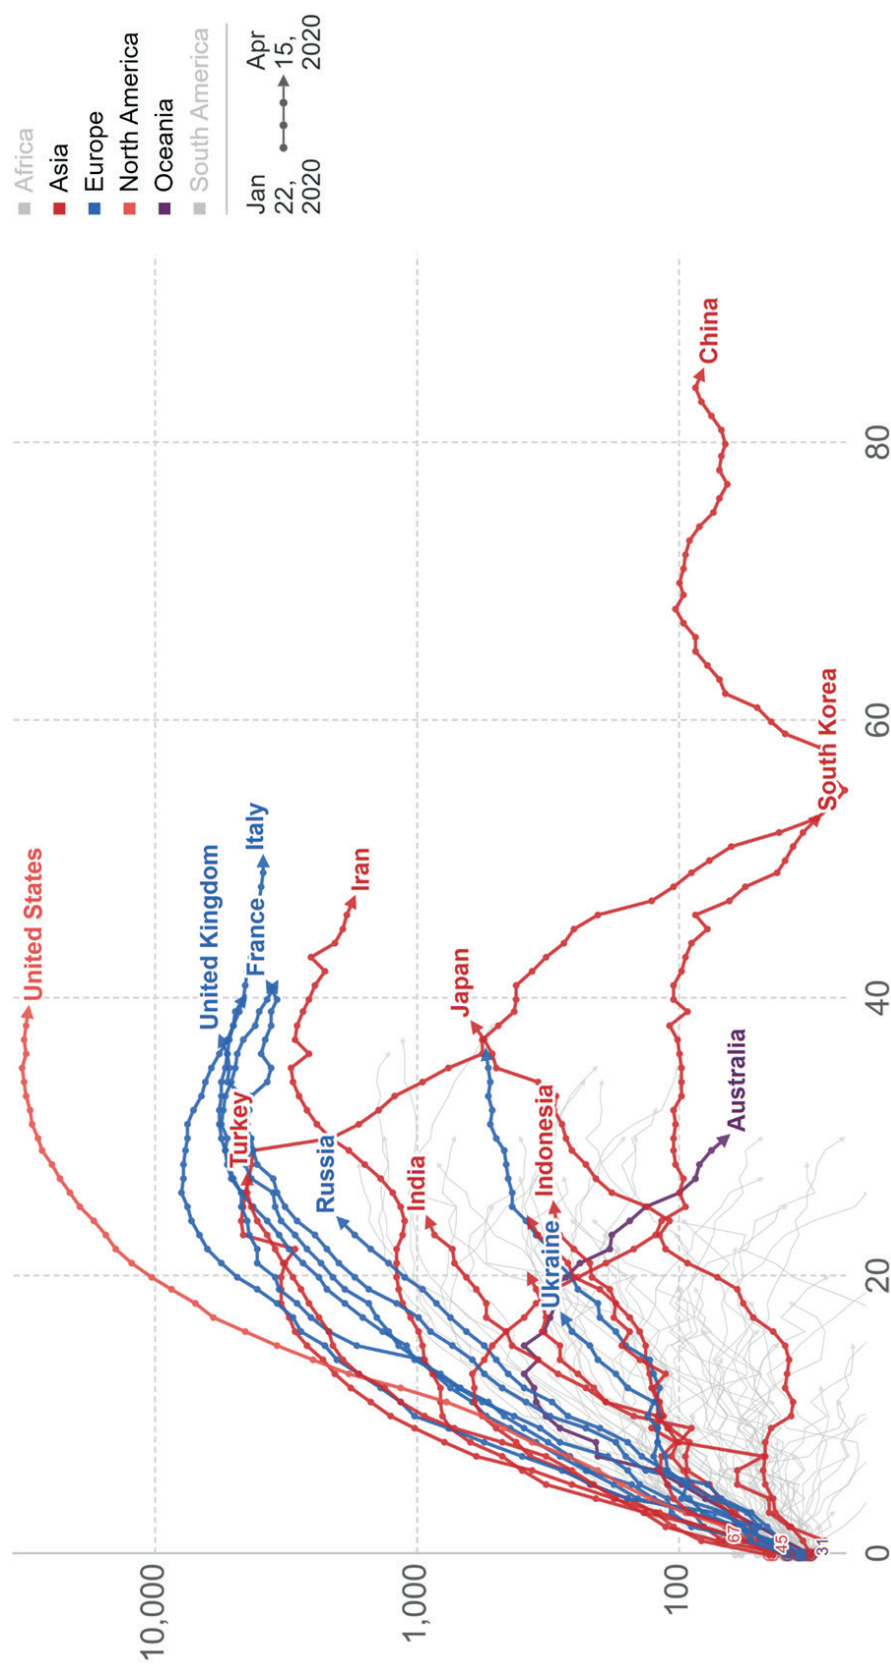 Africa
Asia
Europe
North America
Oceania
South America
Jan
22,
2020
Apr
15,
2020
10,000
1,000
100
0
20
40
60
80
United States
United Kingdom
France
Italy
Turkey
Iran
Russia
Japan
India
Indonesia
Ukraine
Australia
South Korea
China
67
45
31